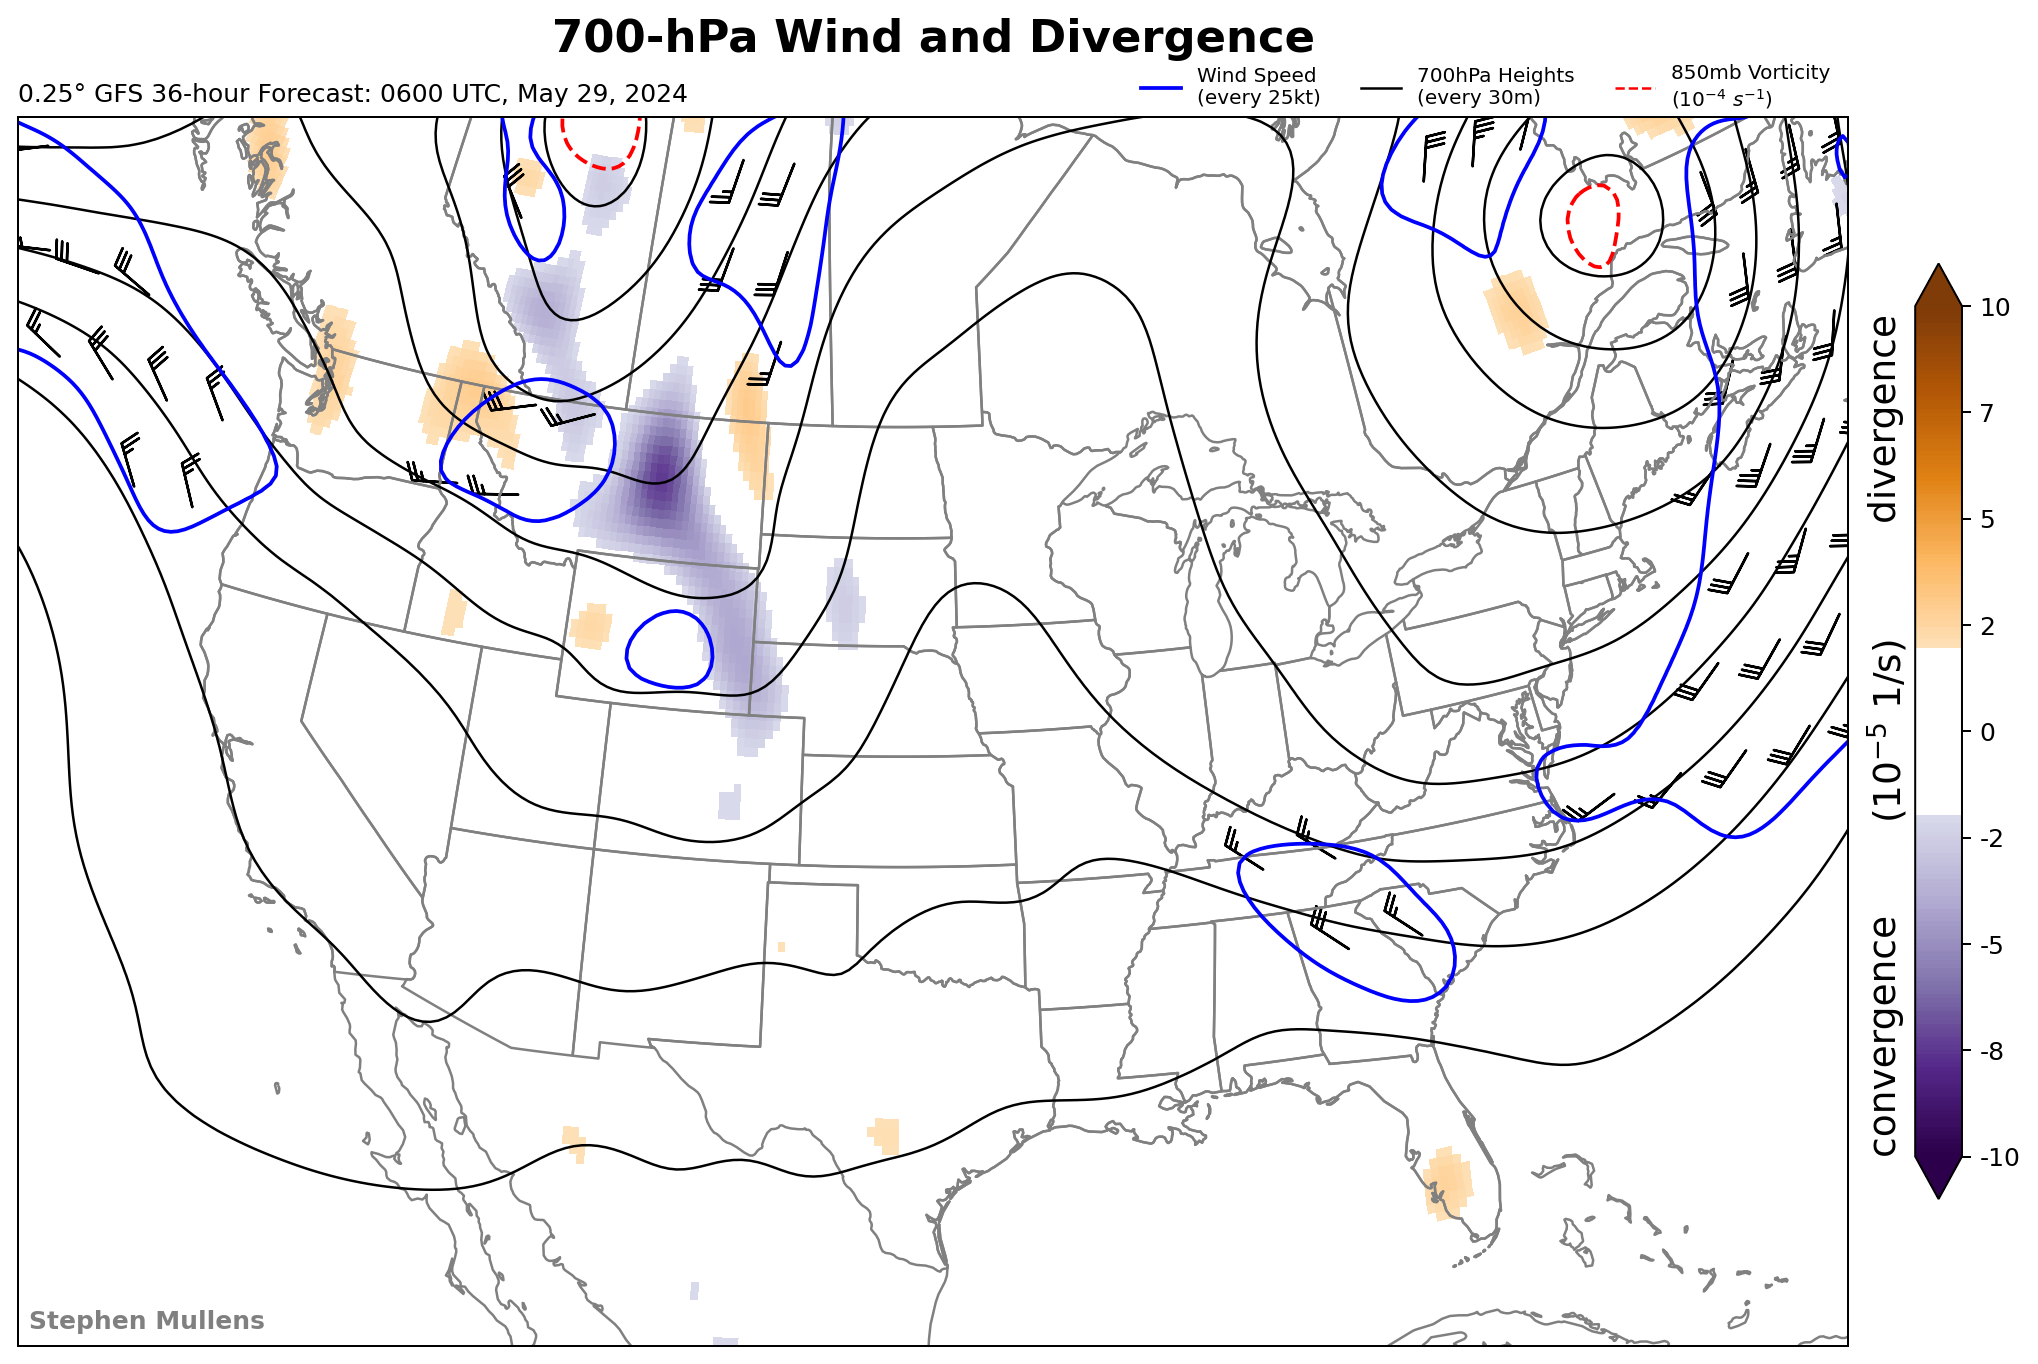 700-hPa Wind and Divergence
0.25° GFS 36-hour Forecast: 0600 UTC, May 29, 2024
Wind Speed
(every 25kt)
700hPa Heights
(every 30m)
850mb Vorticity
(10⁻⁴ s⁻¹)
10
7
5
2
0
-2
-5
-8
-10
convergence (10⁻⁵ 1/s) divergence
Stephen Mullens